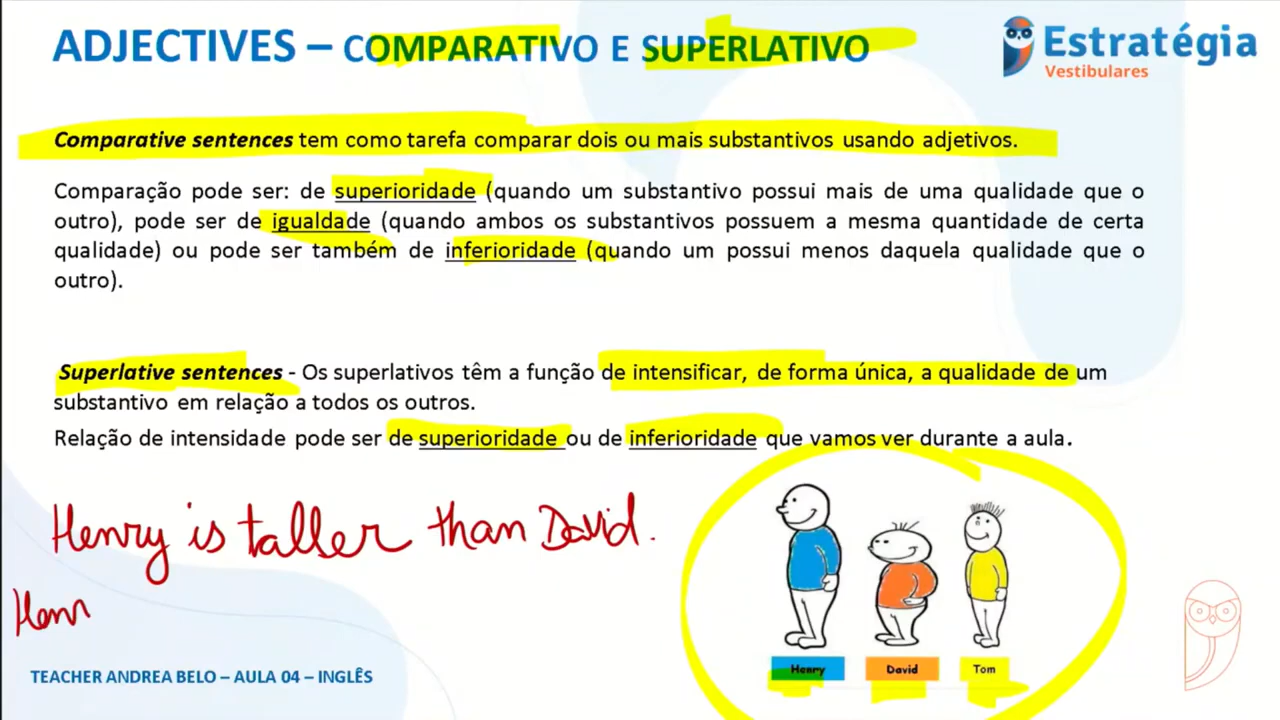 ADJECTIVES – COMPARATIVO E SUPERLATIVO
Estratégia
Vestibulares
Comparative sentences tem como tarefa comparar dois ou mais substantivos usando adjetivos.
Comparação pode ser: de superioridade (quando um substantivo possui mais de uma qualidade que o
outro), pode ser de igualdade (quando ambos os substantivos possuem a mesma quantidade de certa
qualidade) ou pode ser também de inferioridade (quando um possui menos daquela qualidade que o
outro).
Superlative sentences - Os superlativos têm a função de intensificar, de forma única, a qualidade de um
substantivo em relação a todos os outros.
Relação de intensidade pode ser de superioridade ou de inferioridade que vamos ver durante a aula.
Henry is taller than David.
Henr
Henry David Tom
TEACHER ANDREA BELO – AULA 04 – INGLÊS